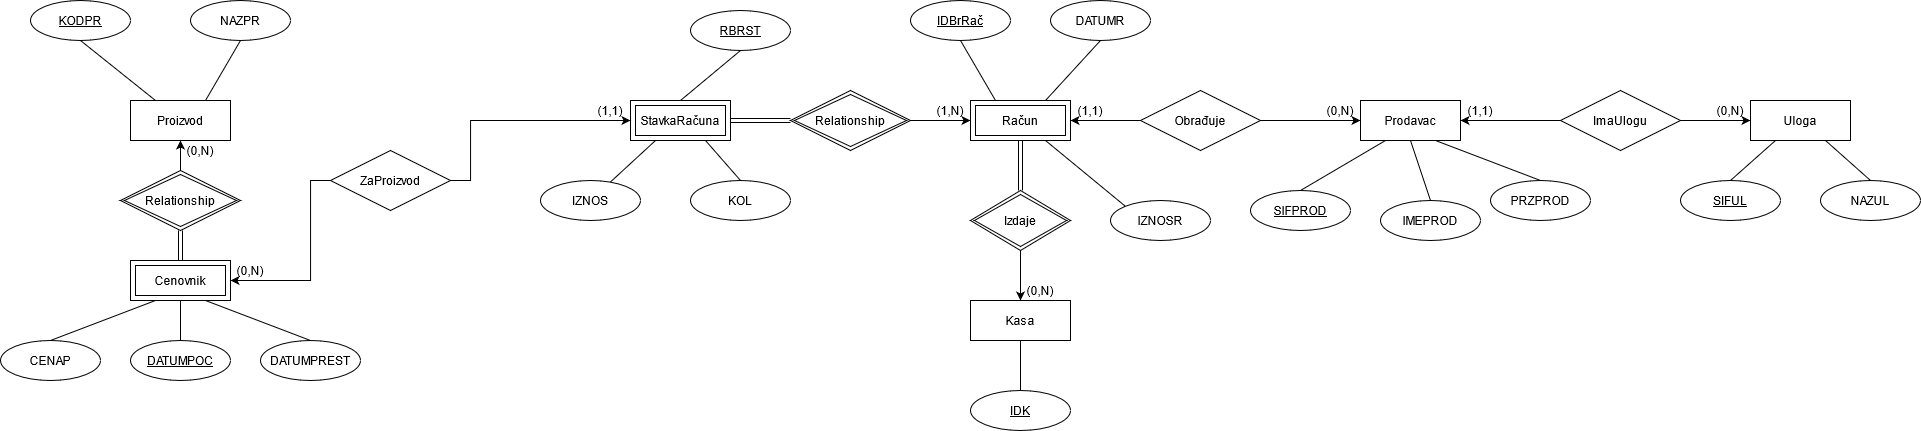 KODPR
NAZPR
RBRST
IDBrRač
DATUMR
Proizvod
(0,N)
Relationship
Cenovnik
(0,N)
CENAP
DATUMPOC
DATUMPREST
ZaProizvod
(1,1)
StavkaRačuna
IZNOS
KOL
Relationship
(1,N)
Račun
(1,1)
IZNOSR
Izdaje
(0,N)
Kasa
IDK
Obrađuje
(0,N)
Prodavac
(1,1)
SIFPROD
IMEPROD
PRZPROD
ImaUlogu
(0,N)
Uloga
SIFUL
NAZUL